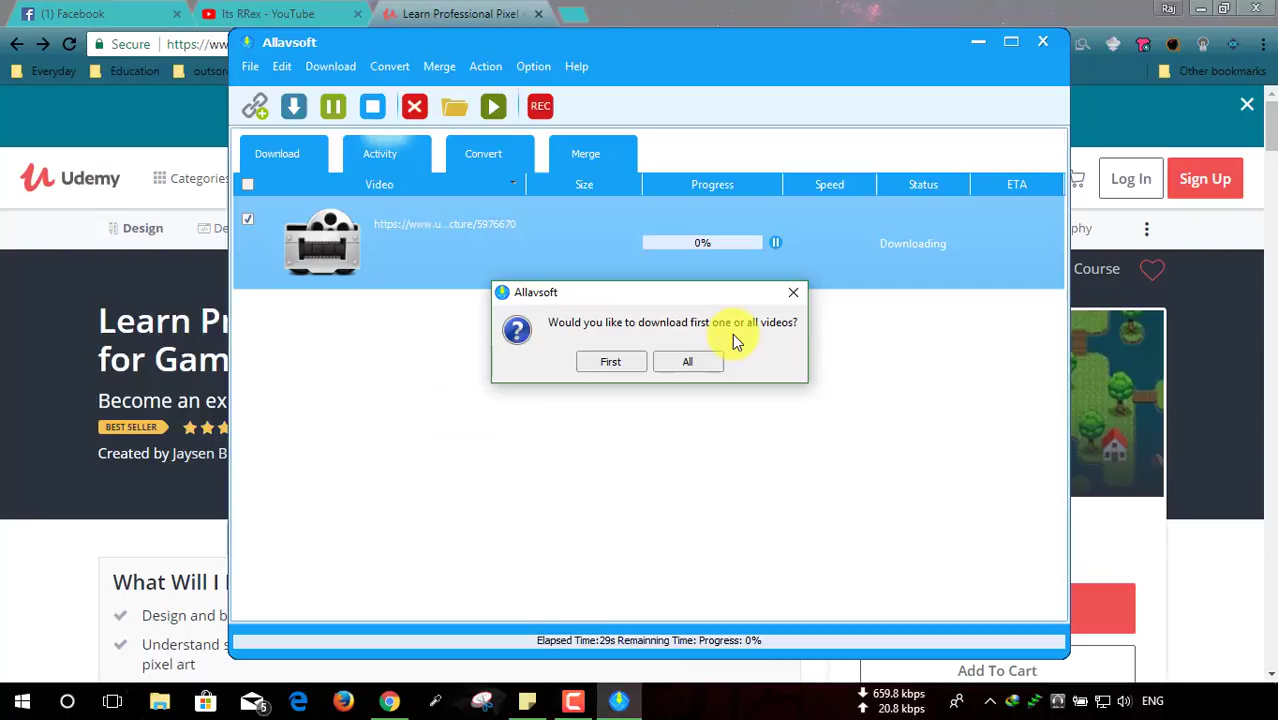 (1) Facebook
Its RRex - YouTube
Learn Professional Pixel
Raj
Secure
https://ww
Everyday
Education
outsor
Other bookmarks
Allavsoft
File Edit Download Convert Merge Action Option Help
REC
Download Activity Convert Merge
Video Size Progress Speed Status ETA
https://www.u...cture/5976670
0%
Downloading
Allavsoft
Would you like to download first one or all videos?
First All
Elapsed Time:29s Remaining Time: Progress: 0%
Udemy
Categories
Log In
Sign Up
Design
De
phy
Course
Learn Pr
for Gam
Become an ex
BEST SELLER
Created by Jaysen B
What Will I
Design and b
Understand s
pixel art
Add To Cart
5
659.8 kbps
20.8 kbps
ENG